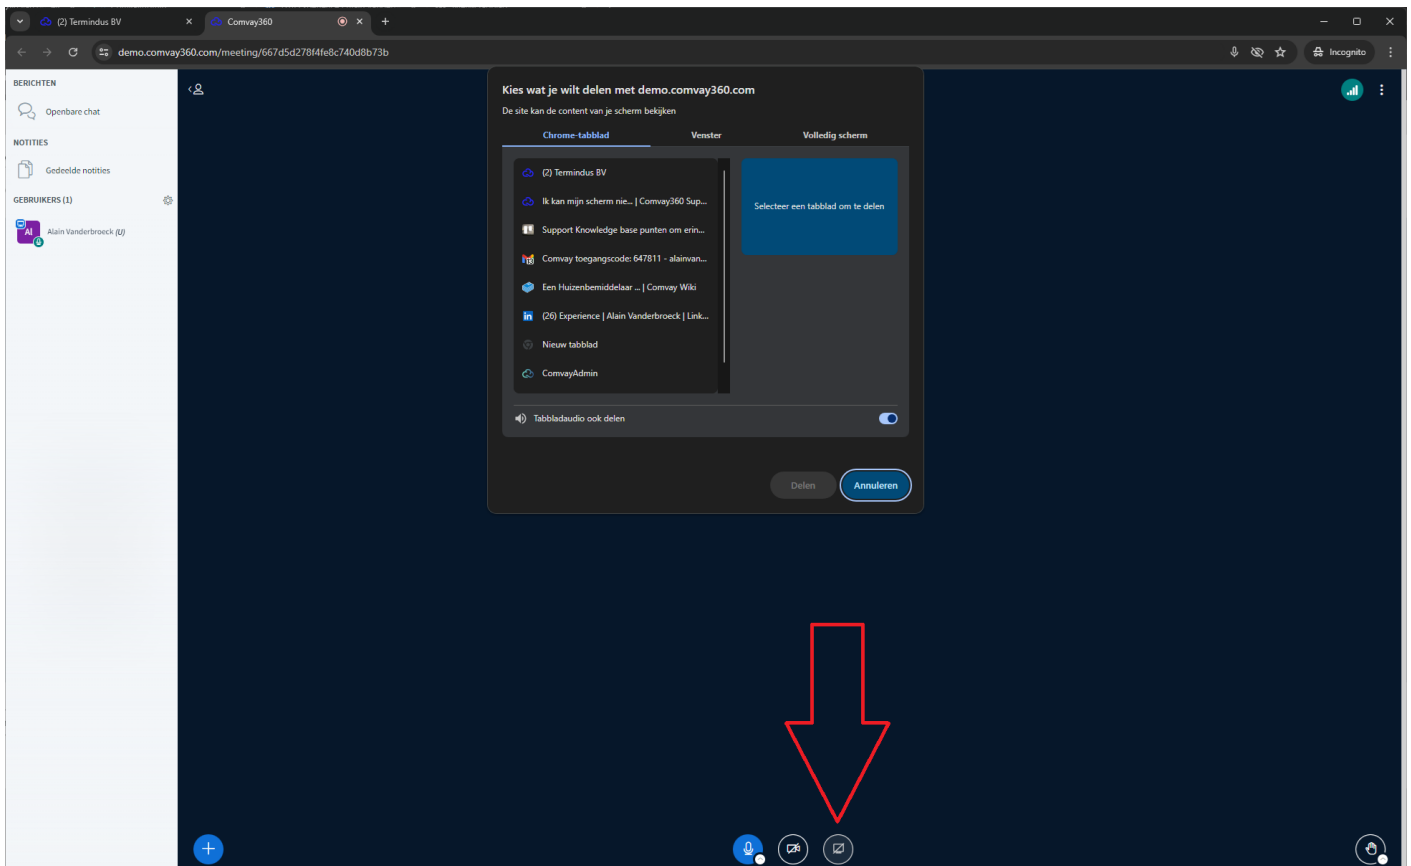 (2) Termindus BV
Comvay360
demo.comvay360.com/meeting/667d5d278f4fe8c740d8b73b
Incognito
BERICHTEN
Openbare chat
NOTITIES
Gedeelde notities
GEBRUIKERS (1)
Al
Alain Vanderbroeck (U)
Kies wat je wilt delen met demo.comvay360.com
De site kan de content van je scherm bekijken
Chrome-tabblad
Venster
Volledig scherm
(2) Termindus BV
Ik kan mijn scherm nie... | Comvay360 Sup...
Support Knowledge base punten om erin...
Comvay toegangscode: 647811 - alainvan...
Een Huizenbemiddelaar ... | Comvay Wiki
(26) Experience | Alain Vanderbroeck | Link...
Nieuw tabblad
ComvayAdmin
Selecteer een tabblad om te delen
Tabbladaudio ook delen
Delen
Annuleren